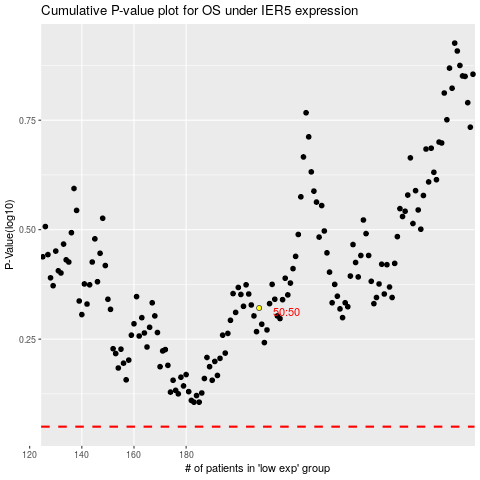 Cumulative P-value plot for OS under IER5 expression
P-Value(log10)
0.75
0.50
0.25
50:50
120 140 160 180
# of patients in 'low exp' group